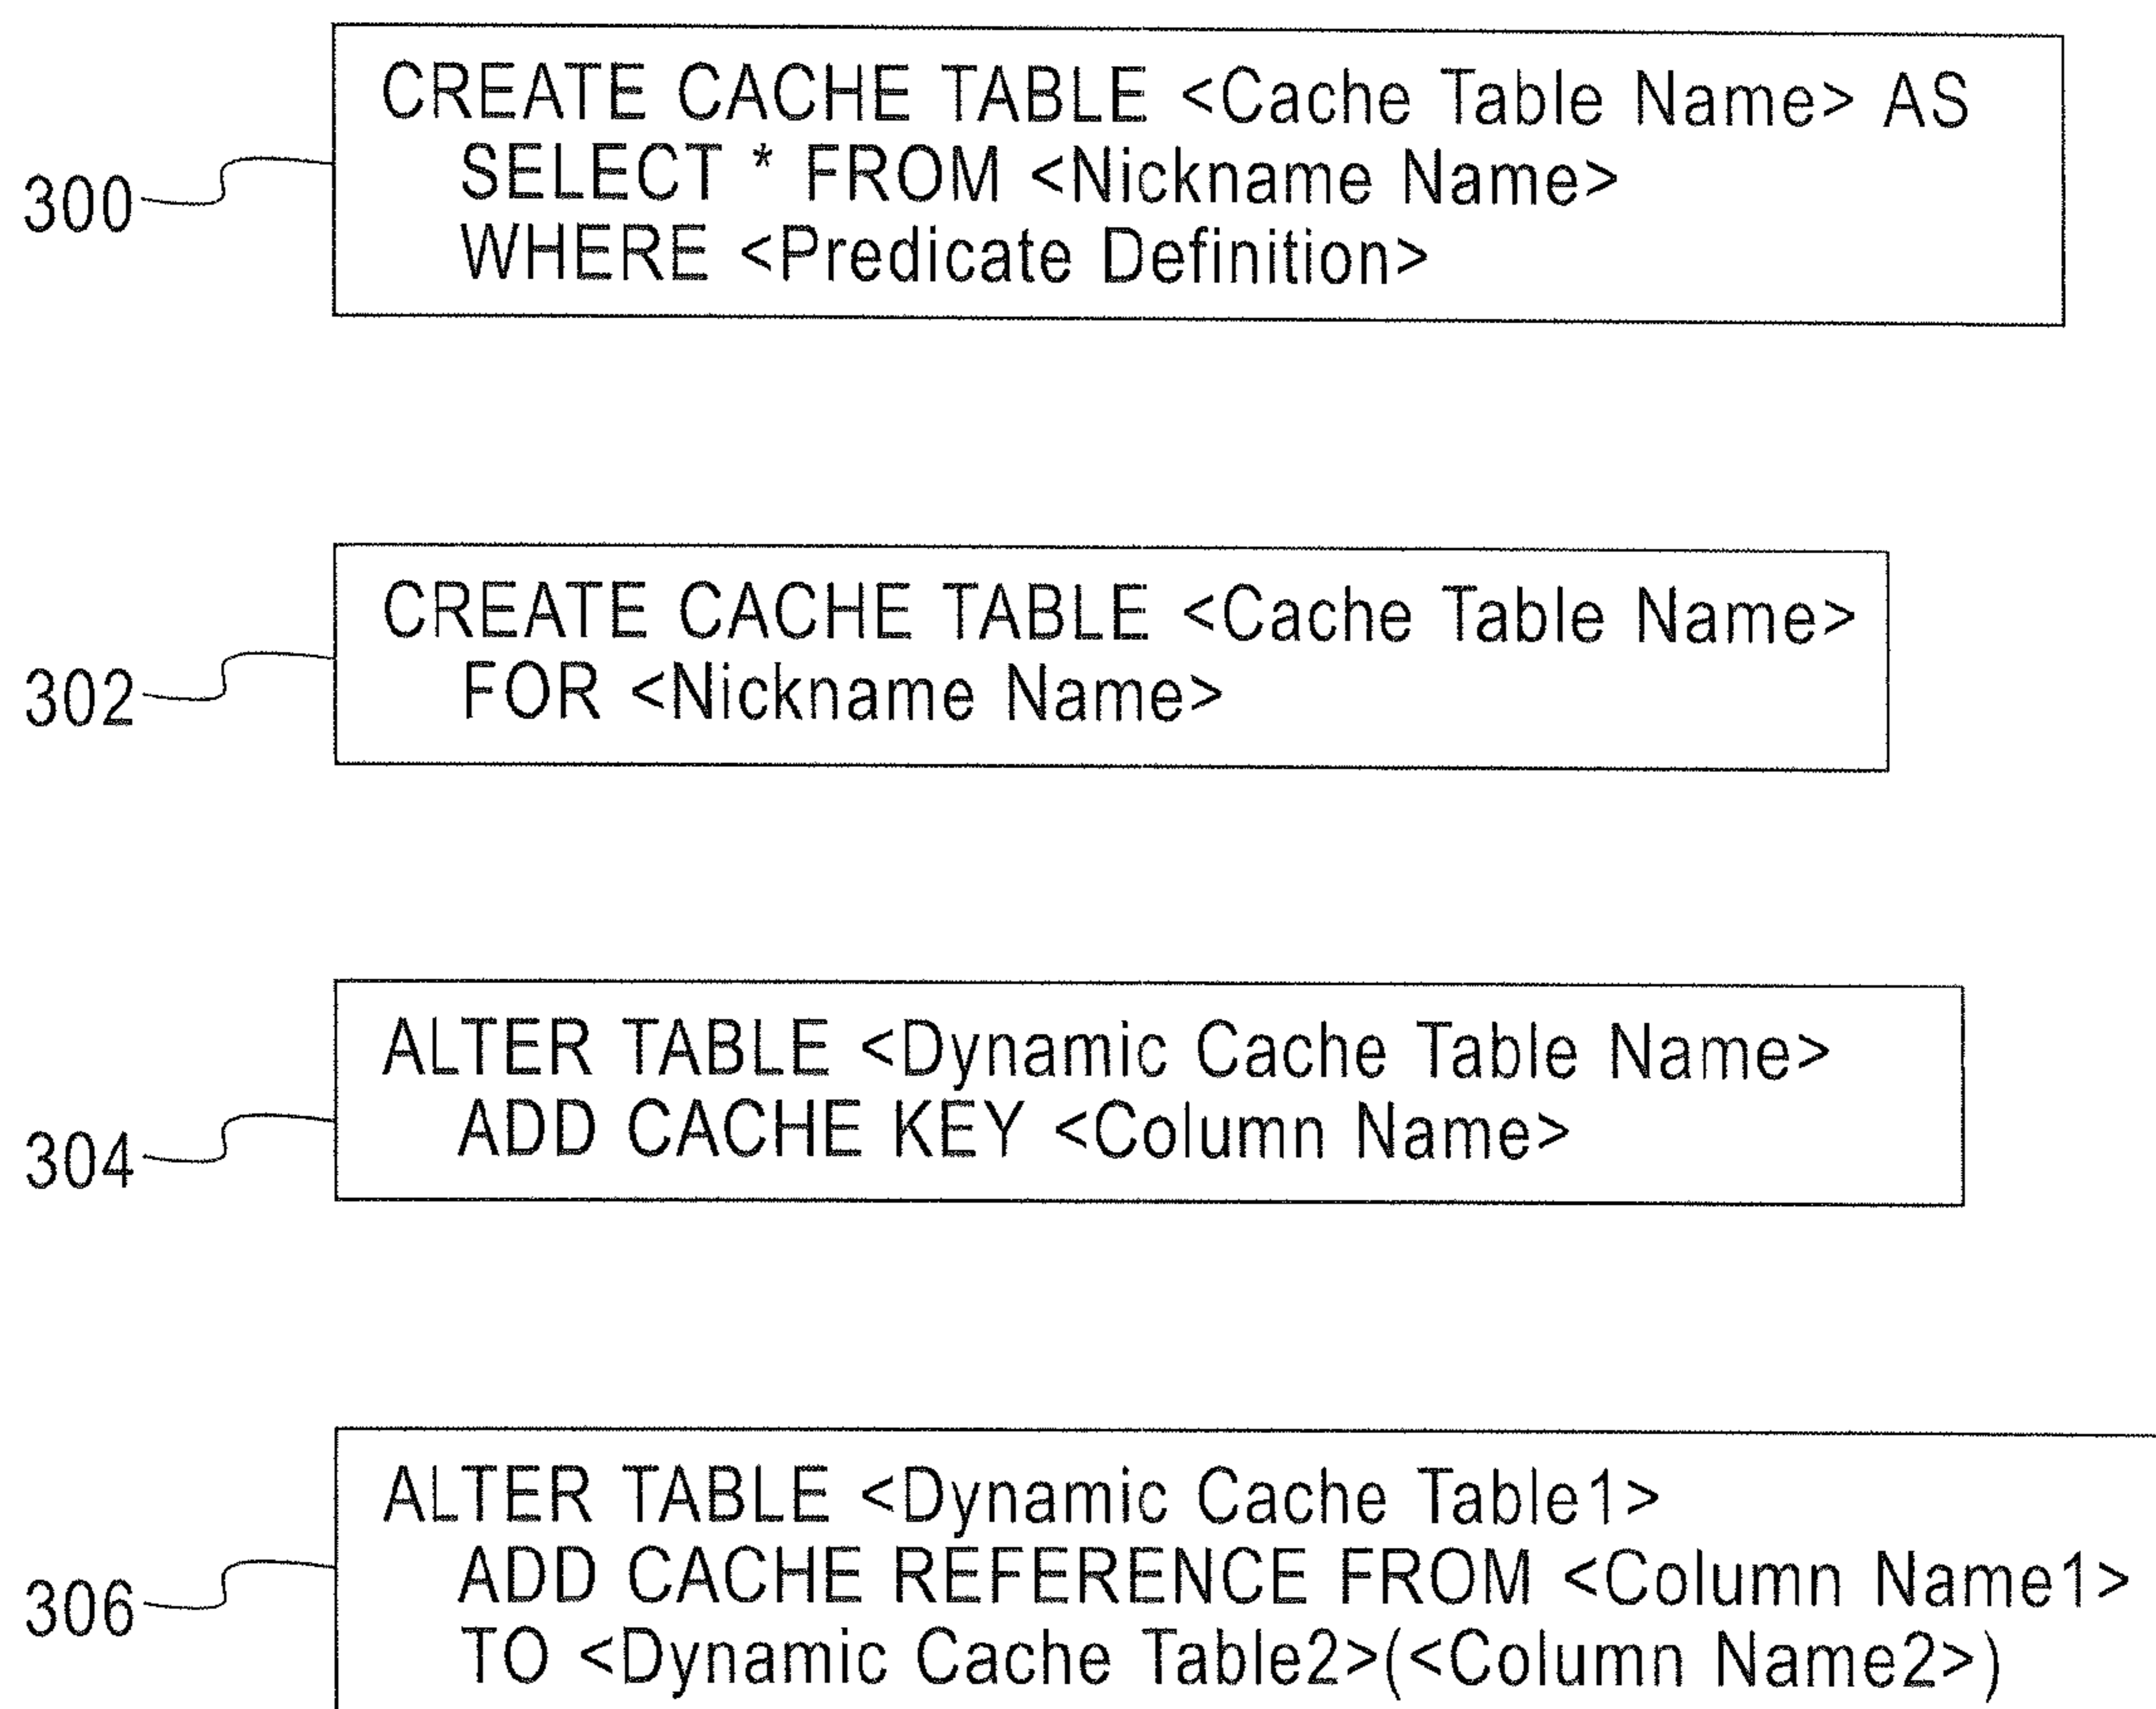 CREATE CACHE TABLE <Cache Table Name> AS
SELECT * FROM <Nickname Name>
WHERE <Predicate Definition>
300
CREATE CACHE TABLE <Cache Table Name>
FOR <Nickname Name>
302
ALTER TABLE <Dynamic Cache Table Name>
ADD CACHE KEY <Column Name>
304
ALTER TABLE <Dynamic Cache Table1>
ADD CACHE REFERENCE FROM <Column Name1>
306
TO <Dynamic Cache Table2>(<Column Name2>)